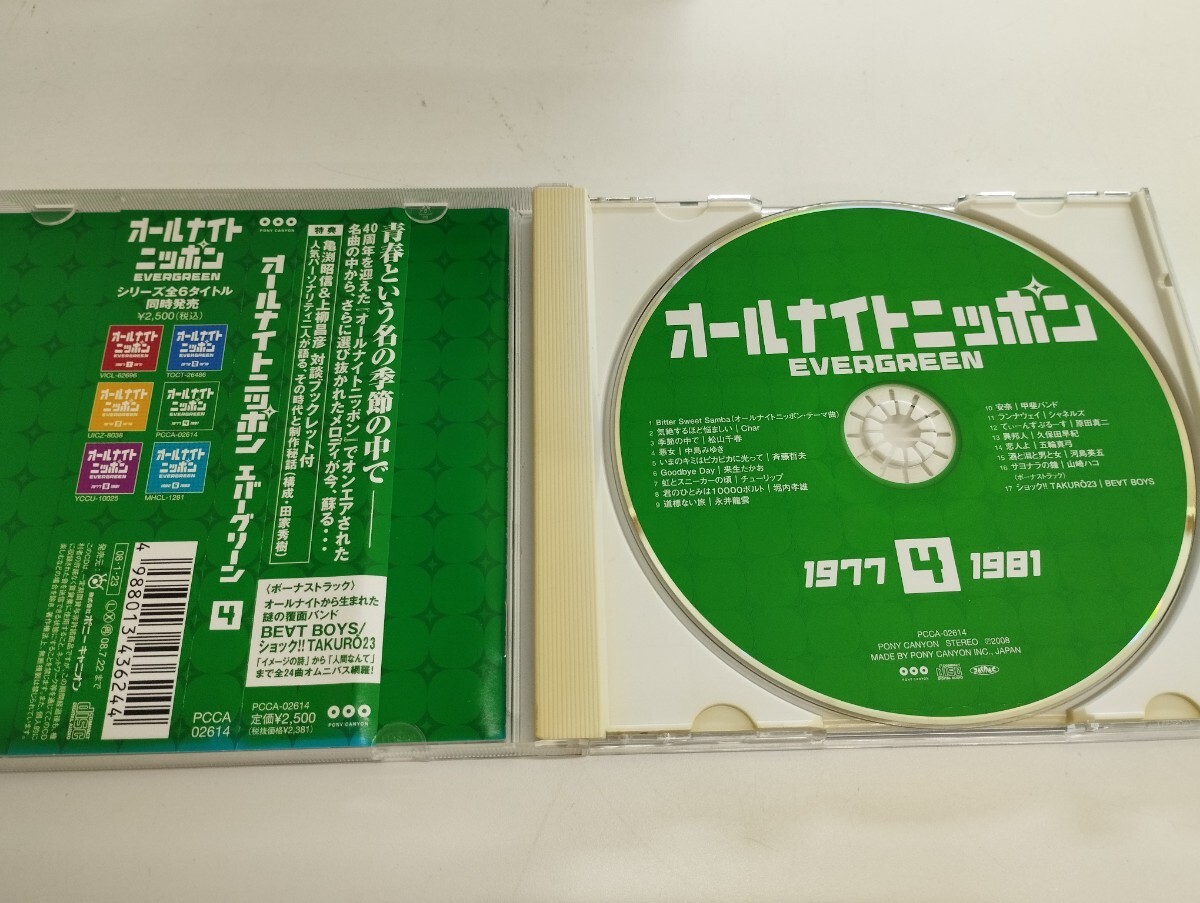 オールナイト
ニッポン
EVERGREEN
シリーズ全6タイトル
同時発売
¥2,500(税込)
VICL-62696
TOCT-26486
UICZ-8038
PCCA-02614
YCCU-10025
MHCL-1281
08・1・23
08.7.22まで
発売元：
株式会社ポニーキャニオン
4 988013 436244
PONY CANYON
オールナイトニッポン エバーグリーン 4
PCCA
02614
青春という名の季節の中で――
40周年を迎えた「オールナイトニッポン」でオンエアされた
名曲の中から、さらに選び抜かれたメロディが今、蘇る・・・
特典
亀渕昭信&上柳昌彦 対談ブックレット付
人気パーソナリティ二人が語る、その時代と制作秘話(構成・田家秀樹)
〈ボーナストラック〉
オールナイトから生まれた
謎の覆面バンド
BE∀T BOYS/
ショック!!TAKURŌ23
「イメージの詩」から「人間なんて」
まで全24曲オムニバス網羅!
PCCA-02614
定価¥2,500
(税抜価格¥2,381)
PONY CANYON
オールナイトニッポン
EVERGREEN
1 Bitter Sweet Samba(オールナイトニッポン・テーマ曲)
2 気絶するほど悩ましい|Char
3 季節の中で|松山千春
4 悪女|中島みゆき
5 いまのキミはピカピカに光って|斉藤哲夫
6 Goodbye Day|来生たかお
7 虹とスニーカーの頃|チューリップ
8 君のひとみは10000ボルト|堀内孝雄
9 道標ない旅|永井龍雲
10 安奈|甲斐バンド
11 ランナウェイ|シャネルズ
12 てぃーんずぶるーす|原田真二
13 異邦人|久保田早紀
14 恋人よ|五輪真弓
15 酒と泪と男と女|河島英五
16 サヨナラの鐘|山崎ハコ
(ボーナストラック)
17 ショック!! TAKURŌ23|BE∀T BOYS
1977 4 1981
PCCA-02614
PONY CANYON STEREO ℗2008
MADE BY PONY CANYON INC., JAPAN
PONY CANYON